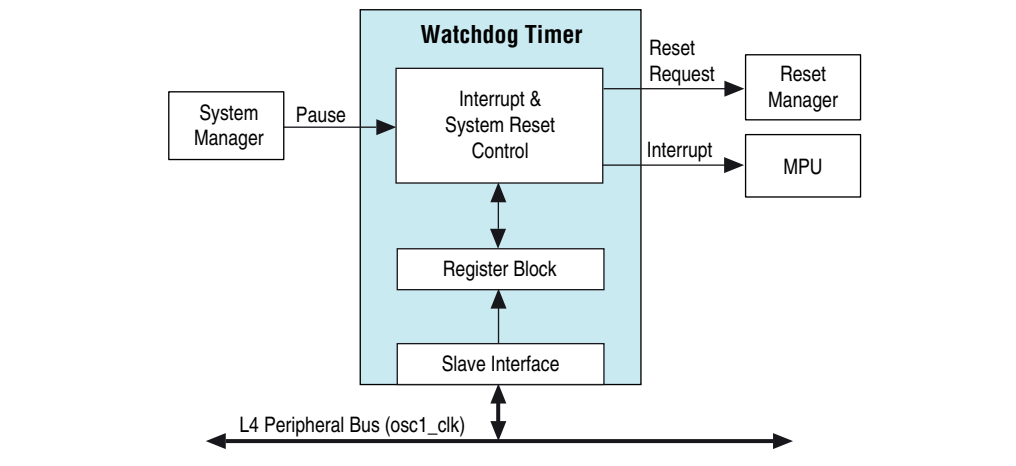 Watchdog Timer
System
Manager
Pause
Interrupt &
System Reset
Control
Reset
Request
Reset
Manager
Interrupt
MPU
Register Block
Slave Interface
L4 Peripheral Bus (osc1_clk)